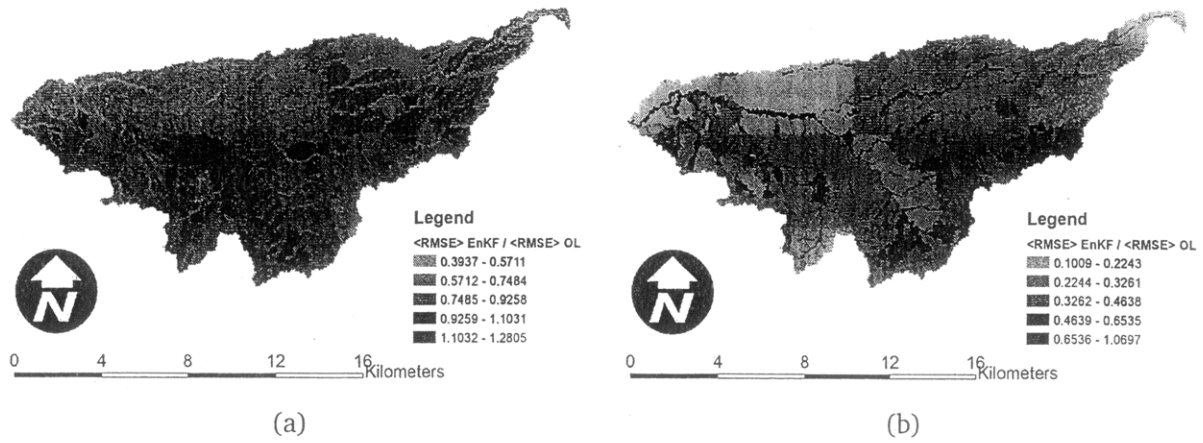 Legend
<RMSE> EnKF / <RMSE> OL
0.3937 - 0.5711
0.5712 - 0.7484
0.7485 - 0.9258
0.9259 - 1.1031
1.1032 - 1.2805
N
0 4 8 12 16
Kilometers
(a)
Legend
<RMSE> EnKF / <RMSE> OL
0.1009 - 0.2243
0.2244 - 0.3261
0.3262 - 0.4638
0.4639 - 0.6535
0.6536 - 1.0697
N
0 4 8 12 16
Kilometers
(b)